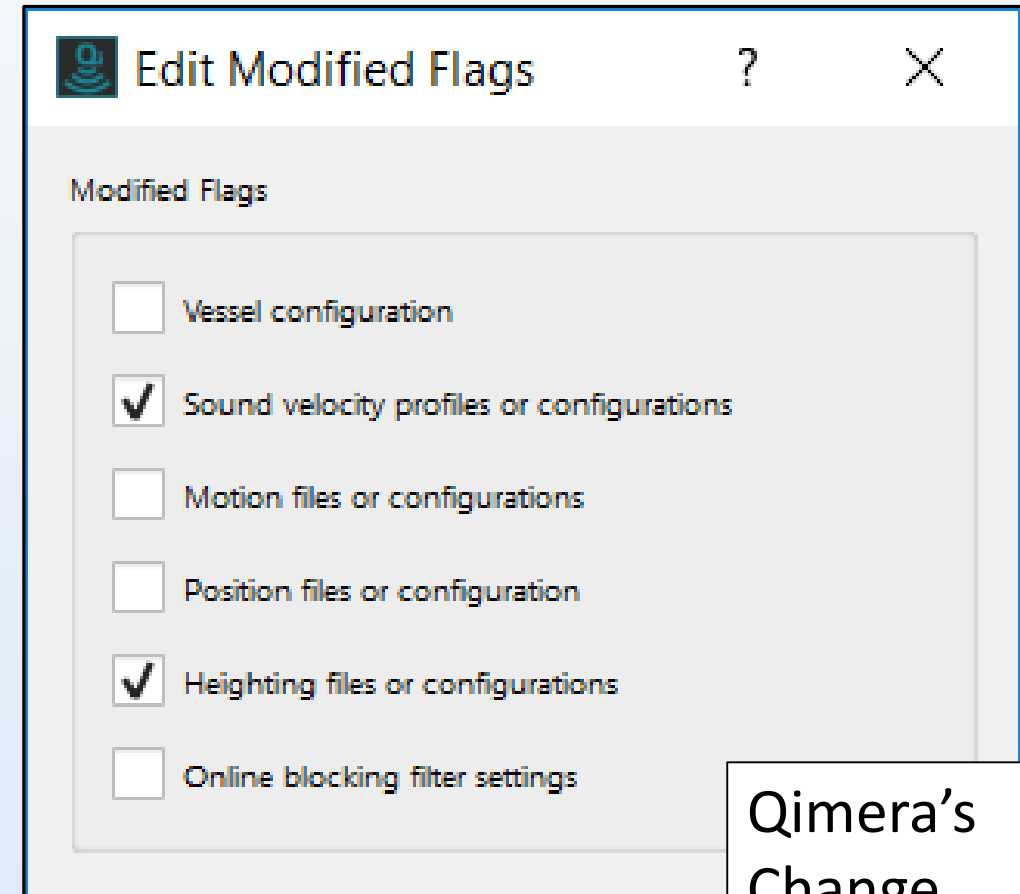 Edit Modified Flags ? X
Modified Flags
Vessel configuration
Sound velocity profiles or configurations
Motion files or configurations
Position files or configuration
Heighting files or configurations
Online blocking filter settings
Qimera's
Change